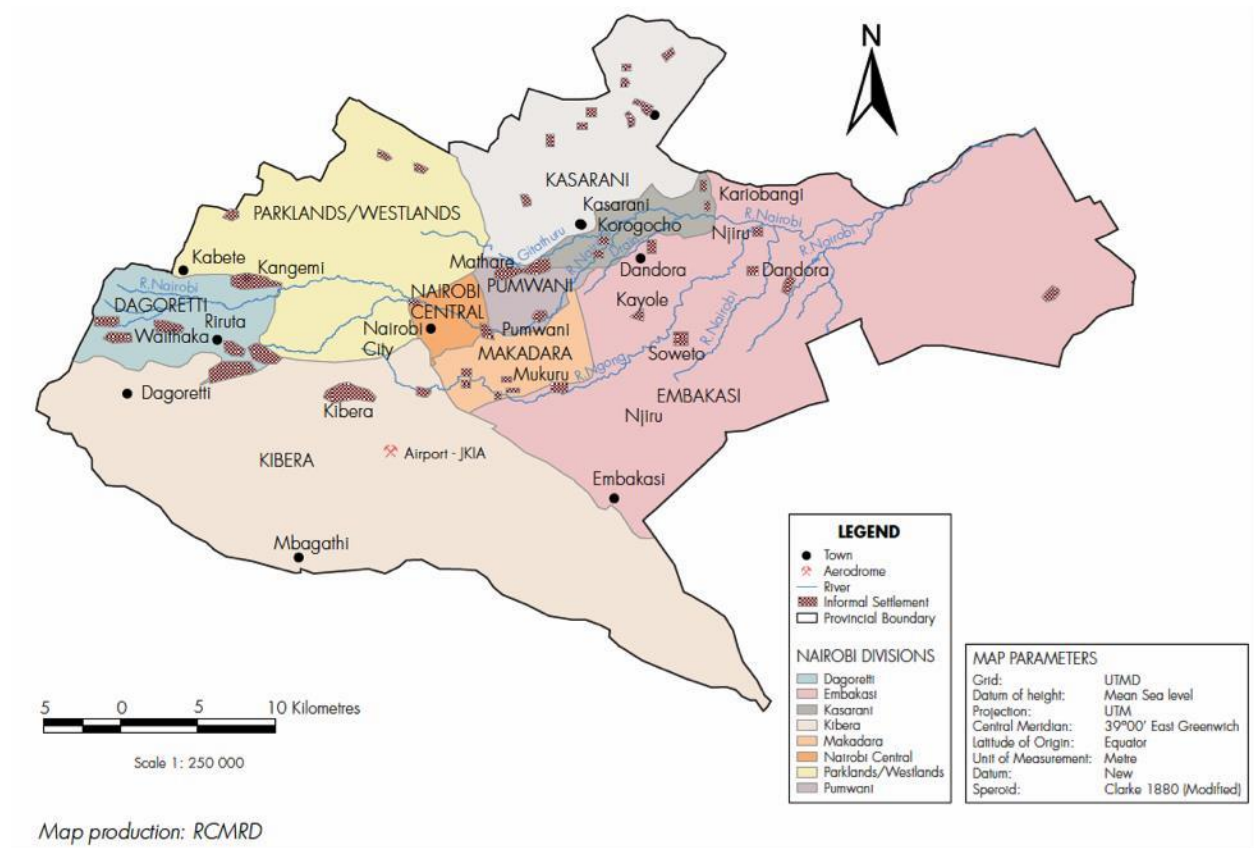 N
KASARANI
Kasarani
Kariobangi
PARKLANDS/WESTLANDS
R.Gitathuru
Korogocho
R.Nairobi
Njiru
R.Nairobi
Kabete
Kangemi
Mathare
R.Nairobi
Drain
Dandora
Dandora
R.Nairobi
DAGORETTI
NAIROBI
CENTRAL
PUMWANI
Kayole
Waithaka
Riruta
Nairobi
City
Pumwani
R.Nairobi
MAKADARA
Soweto
Mukuru
R.Ngong
EMBAKASI
Dagoretti
Kibera
Njiru
KIBERA
Airport - JKIA
Embakasi
Mbagathi
LEGEND
Town
Aerodrome
River
Informal Settlement
Provincial Boundary
NAIROBI DIVISIONS
Dagoretti
Embakasi
Kasarani
Kibera
Makadara
Nairobi Central
Parklands/Westlands
Pumwani
MAP PARAMETERS
Grid: UTMD
Datum of height: Mean Sea level
Projection: UTM
Central Meridian: 39º00' East Greenwich
Latitude of Origin: Equator
Unit of Measurement: Metre
Datum: New
Speroid: Clarke 1880 (Modified)
5 0 5 10 Kilometres
Scale 1: 250 000
Map production: RCMRD